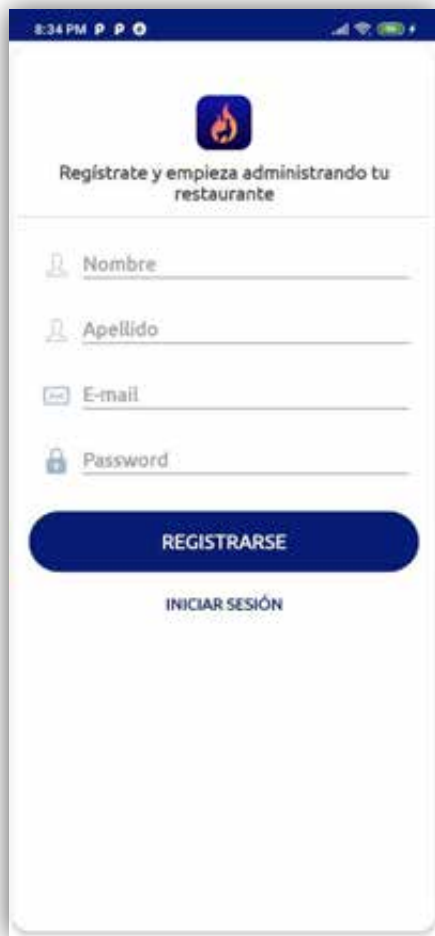 8:34 PM P P
Regístrate y empieza administrando tu
restaurante
Nombre
Apellido
E-mail
Password
REGISTRARSE
INICIAR SESIÓN